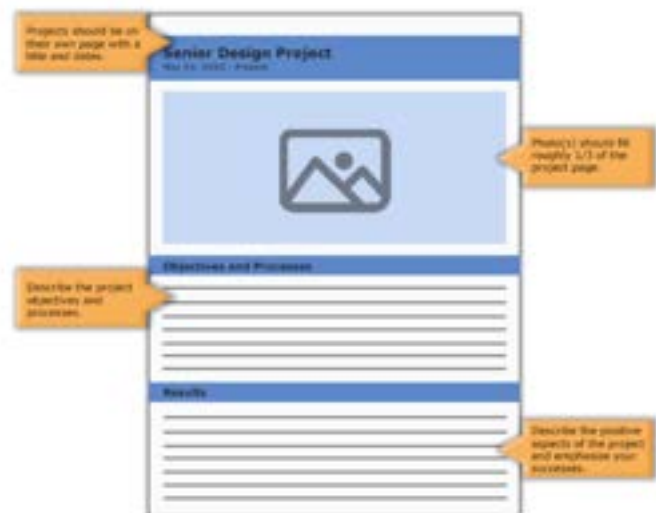 Projects should be on
their own page with a
title and dates.
Senior Design Project
Present
Photo(s) should fill
roughly 1/3 of the
project page.
Objectives and Processes
Describe the project
objectives and
processes.
Results
Describe the positive
aspects of the project
and emphasize your
successes.